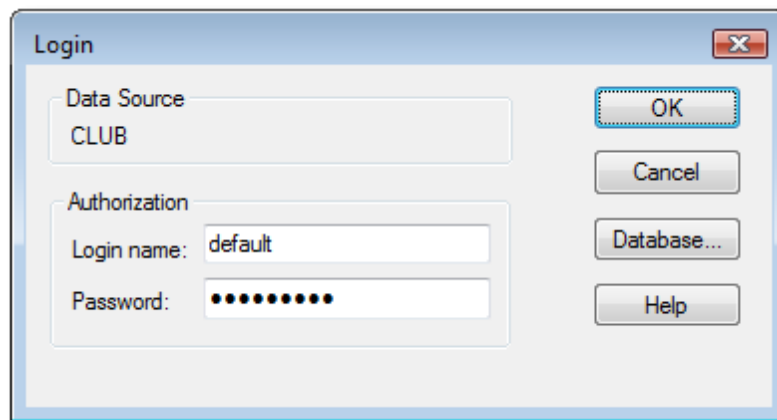 Login
Data Source
CLUB
OK
Cancel
Authorization
Login name: default
Database...
Password: •••••••••
Help